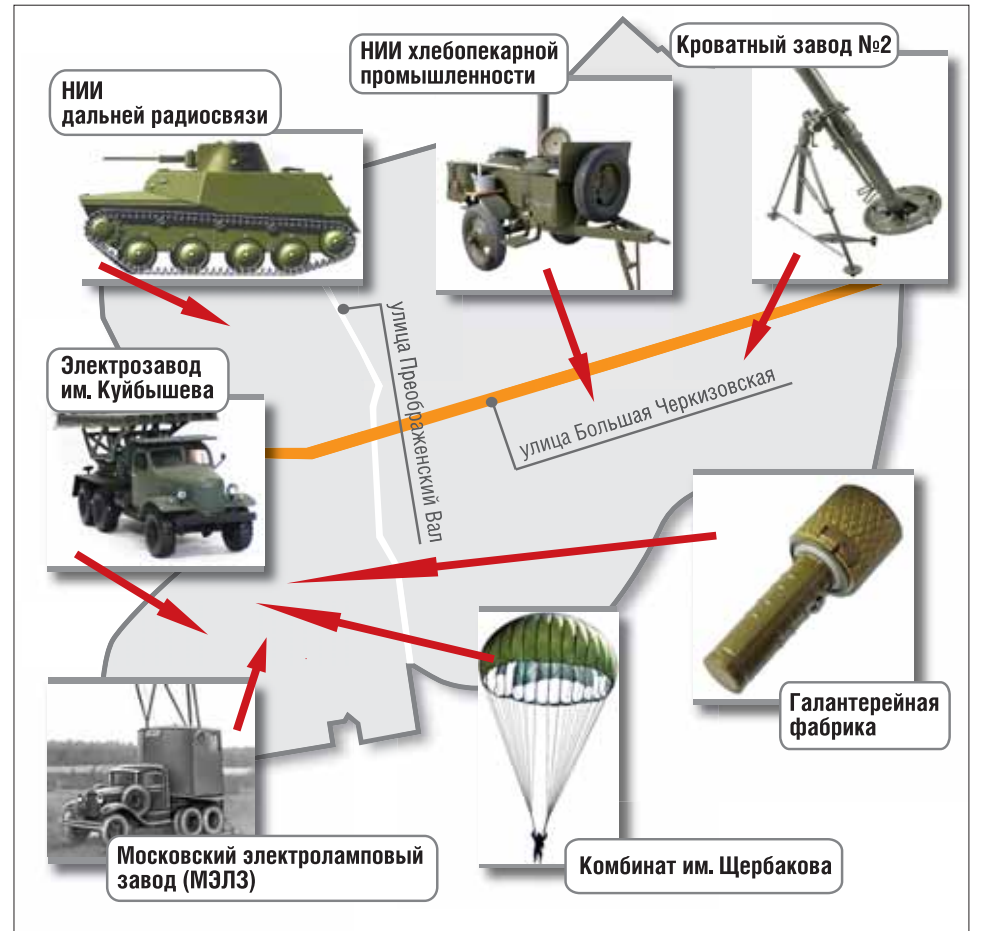 НИИ
дальней радиосвязи
НИИ хлебопекарной
промышленности
Кроватный завод №2
Электрозавод
им. Куйбышева
улица Преображенский Вал
улица Большая Черкизовская
Галантерейная
фабрика
Московский электроламповый
завод (МЭЛЗ)
Комбинат им. Щербакова